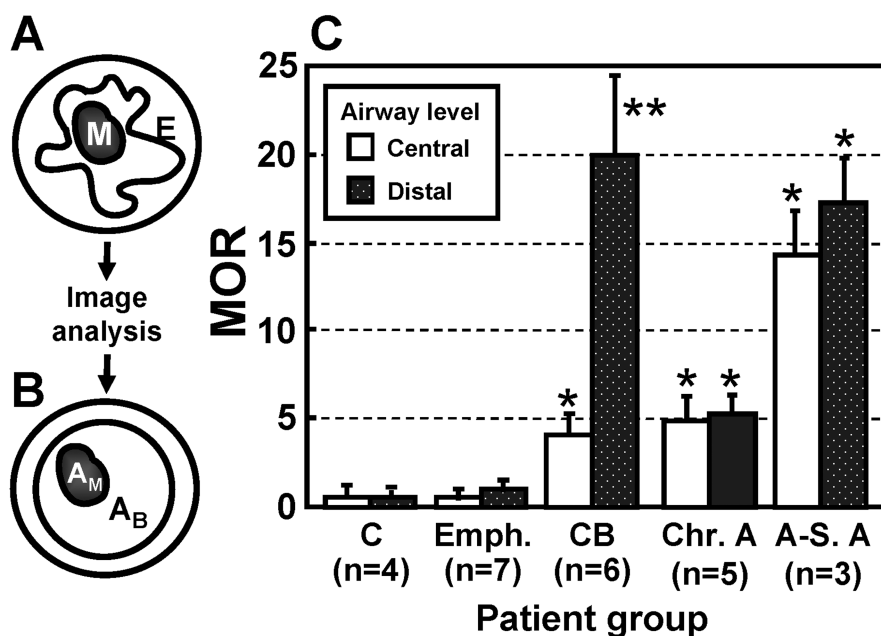 A
M
E
Image
analysis
B
AM
AB
C
MOR
25
20
15
10
5
0
Airway level
Central
Distal
*
**
*
*
*
*
C
(n=4)
Emph.
(n=7)
CB
(n=6)
Chr. A
(n=5)
A-S. A
(n=3)
Patient group